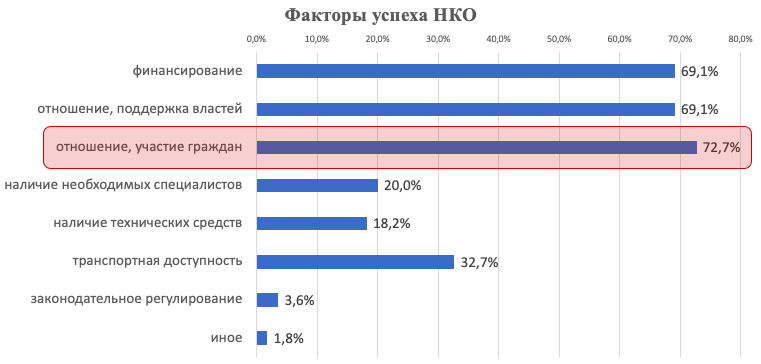 Факторы успеха НКО
0,0% 10,0% 20,0% 30,0% 40,0% 50,0% 60,0% 70,0% 80,0%
финансирование 69,1%
отношение, поддержка властей 69,1%
отношение, участие граждан 72,7%
наличие необходимых специалистов 20,0%
наличие технических средств 18,2%
транспортная доступность 32,7%
законодательное регулирование 3,6%
иное 1,8%